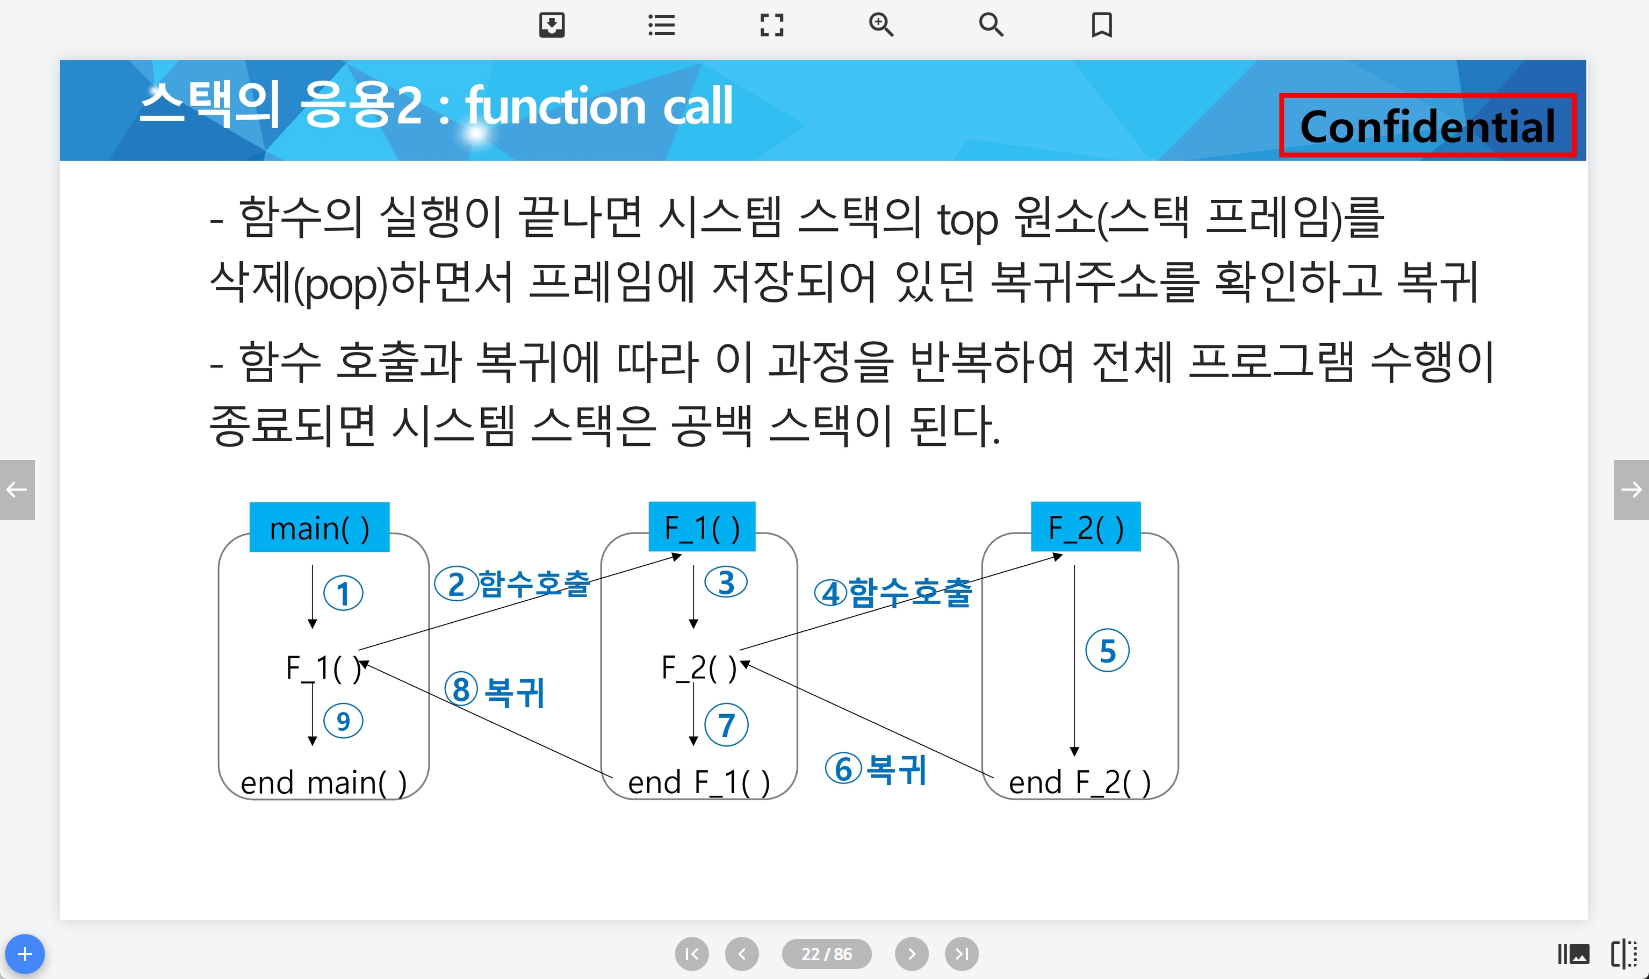 스택의 응용2 : function call
Confidential
- 함수의 실행이 끝나면 시스템 스택의 top 원소(스택 프레임)를
삭제(pop)하면서 프레임에 저장되어 있던 복귀주소를 확인하고 복귀
- 함수 호출과 복귀에 따라 이 과정을 반복하여 전체 프로그램 수행이
종료되면 시스템 스택은 공백 스택이 된다.
main( )
F_1( )
F_2( )
①
②함수호출
③
④함수호출
⑤
F_1( )
F_2( )
⑧복귀
⑨
⑦
⑥복귀
end main( )
end F_1( )
end F_2( )
22 / 86